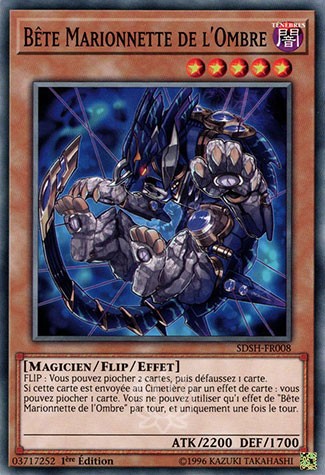 Bête Marionnette de l'Ombre
TÉNÈBRES
闇
SDSH-FR008
[Magicien/Flip/Effet]
FLIP : Vous pouvez piocher 2 cartes, puis défaussez 1 carte.
Si cette carte est envoyée au Cimetière par un effet de carte : vous
pouvez piocher 1 carte. Vous ne pouvez utiliser qu'1 effet de "Bête
Marionnette de l'Ombre" par tour, et uniquement une fois le tour.
ATK/2200 DEF/1700
03717252 1ère Édition ©1996 KAZUKI TAKAHASHI